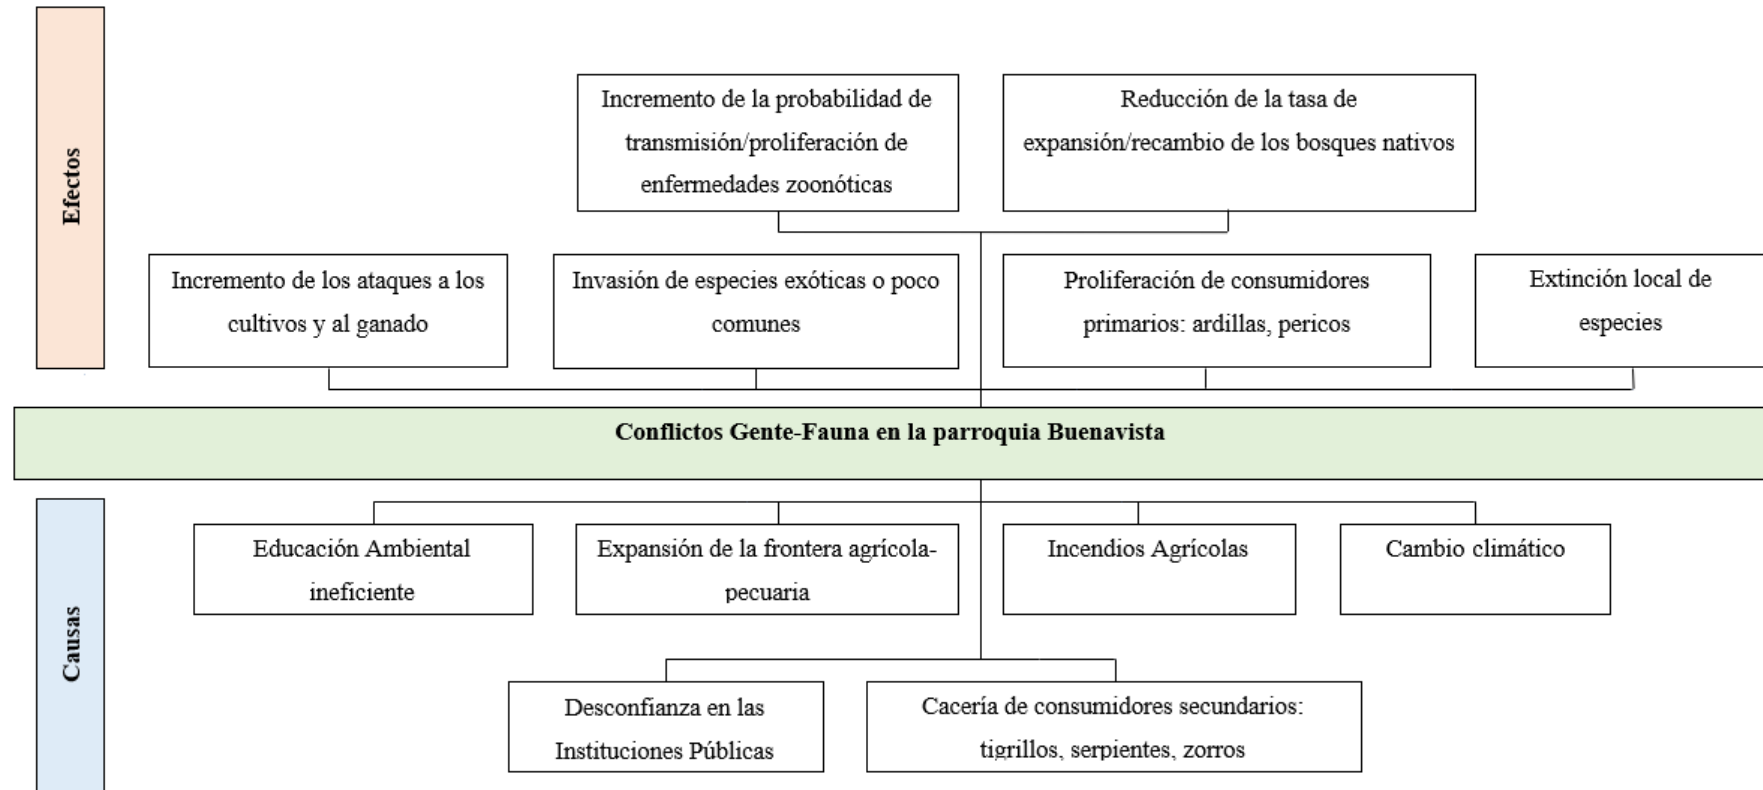 Efectos
Incremento de la probabilidad de
transmisión/proliferación de
enfermedades zoonóticas
Reducción de la tasa de
expansión/recambio de los bosques nativos
Incremento de los ataques a los
cultivos y al ganado
Invasión de especies exóticas o poco
comunes
Proliferación de consumidores
primarios: ardillas, pericos
Extinción local de
especies
Conflictos Gente-Fauna en la parroquia Buenavista
Causas
Educación Ambiental
ineficiente
Expansión de la frontera agrícola-
pecuaria
Incendios Agrícolas
Cambio climático
Desconfianza en las
Instituciones Públicas
Cacería de consumidores secundarios:
tigrillos, serpientes, zorros